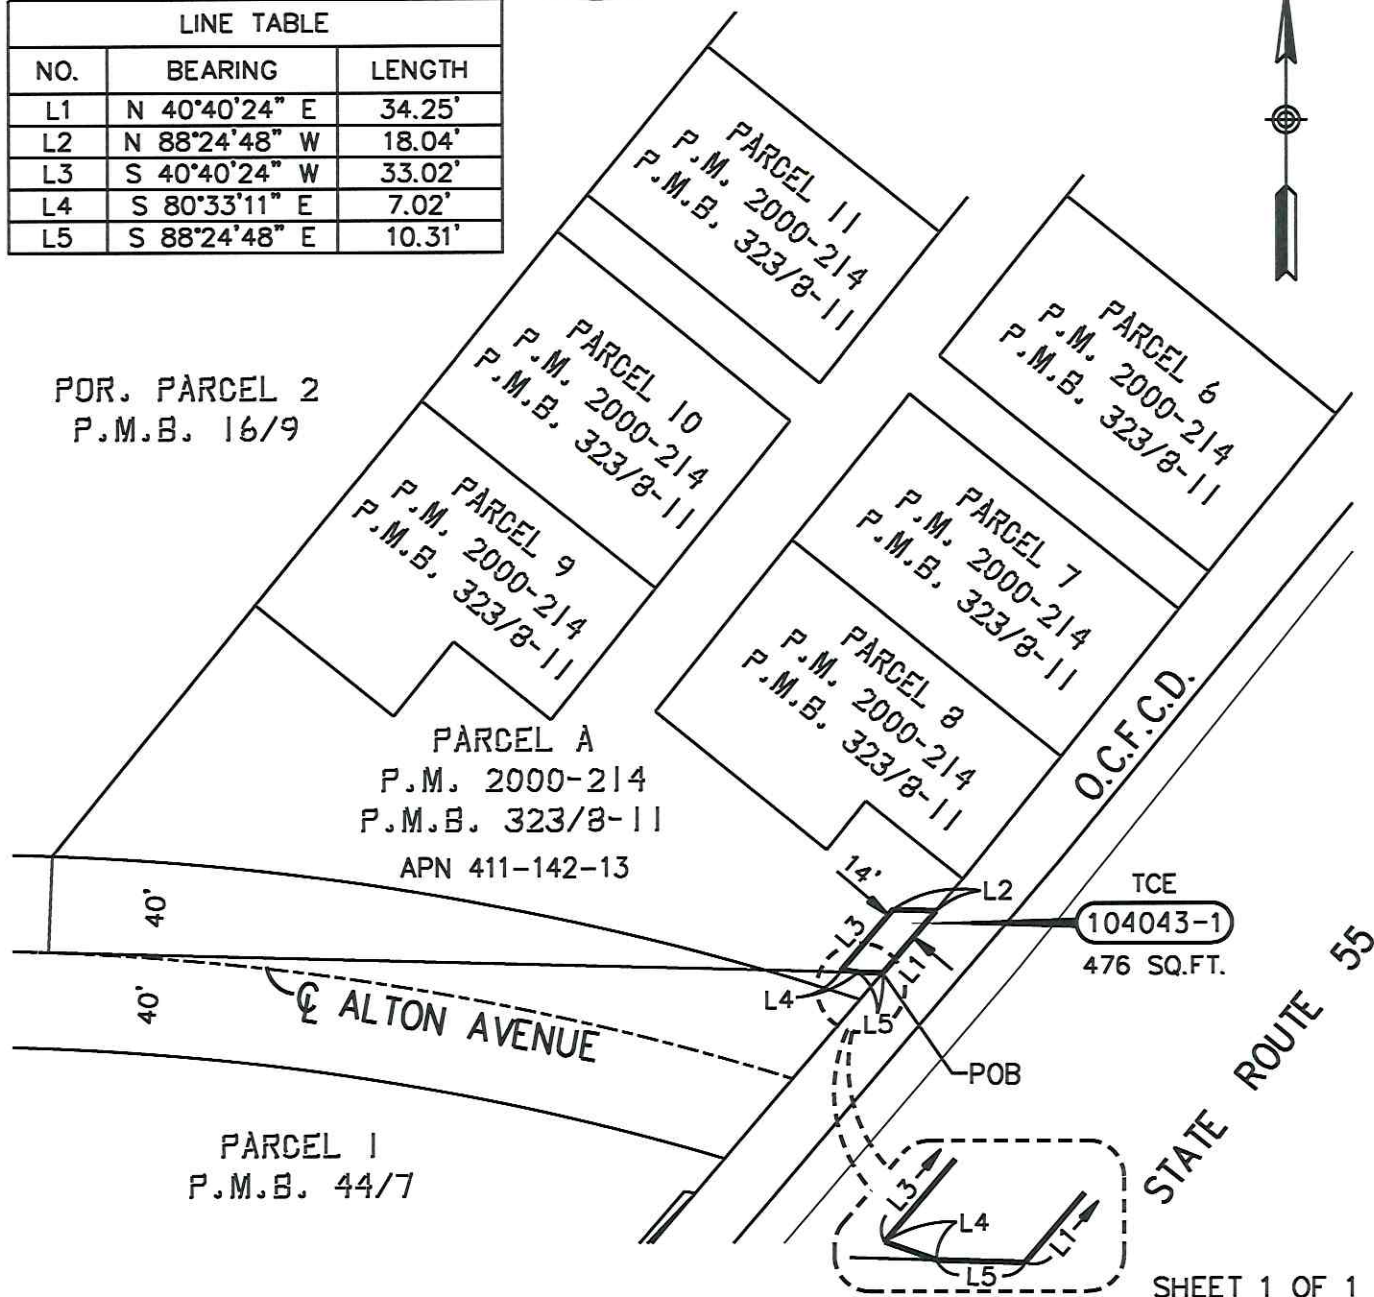 LINE TABLE
NO. BEARING LENGTH
L1 N 40°40'24" E 34.25'
L2 N 88°24'48" W 18.04'
L3 S 40°40'24" W 33.02'
L4 S 80°33'11" E 7.02'
L5 S 88°24'48" E 10.31'
PARCEL 11
P.M. 2000-214
P.M.B. 323/8-11
PARCEL 6
P.M. 2000-214
P.M.B. 323/8-11
POR. PARCEL 2
P.M.B. 16/9
PARCEL 10
P.M. 2000-214
P.M.B. 323/8-11
PARCEL 9
P.M. 2000-214
P.M.B. 323/8-11
PARCEL 7
P.M. 2000-214
P.M.B. 323/8-11
PARCEL 8
P.M. 2000-214
P.M.B. 323/8-11
O.C.F.C.D.
PARCEL A
P.M. 2000-214
P.M.B. 323/8-11
APN 411-142-13
14'
L2
TCE
104043-1
476 SQ.FT.
40'
L3
L1
L4
L5
40'
℄ ALTON AVENUE
POB
STATE ROUTE 55
PARCEL 1
P.M.B. 44/7
L3
L4
L1
L5
SHEET 1 OF 1